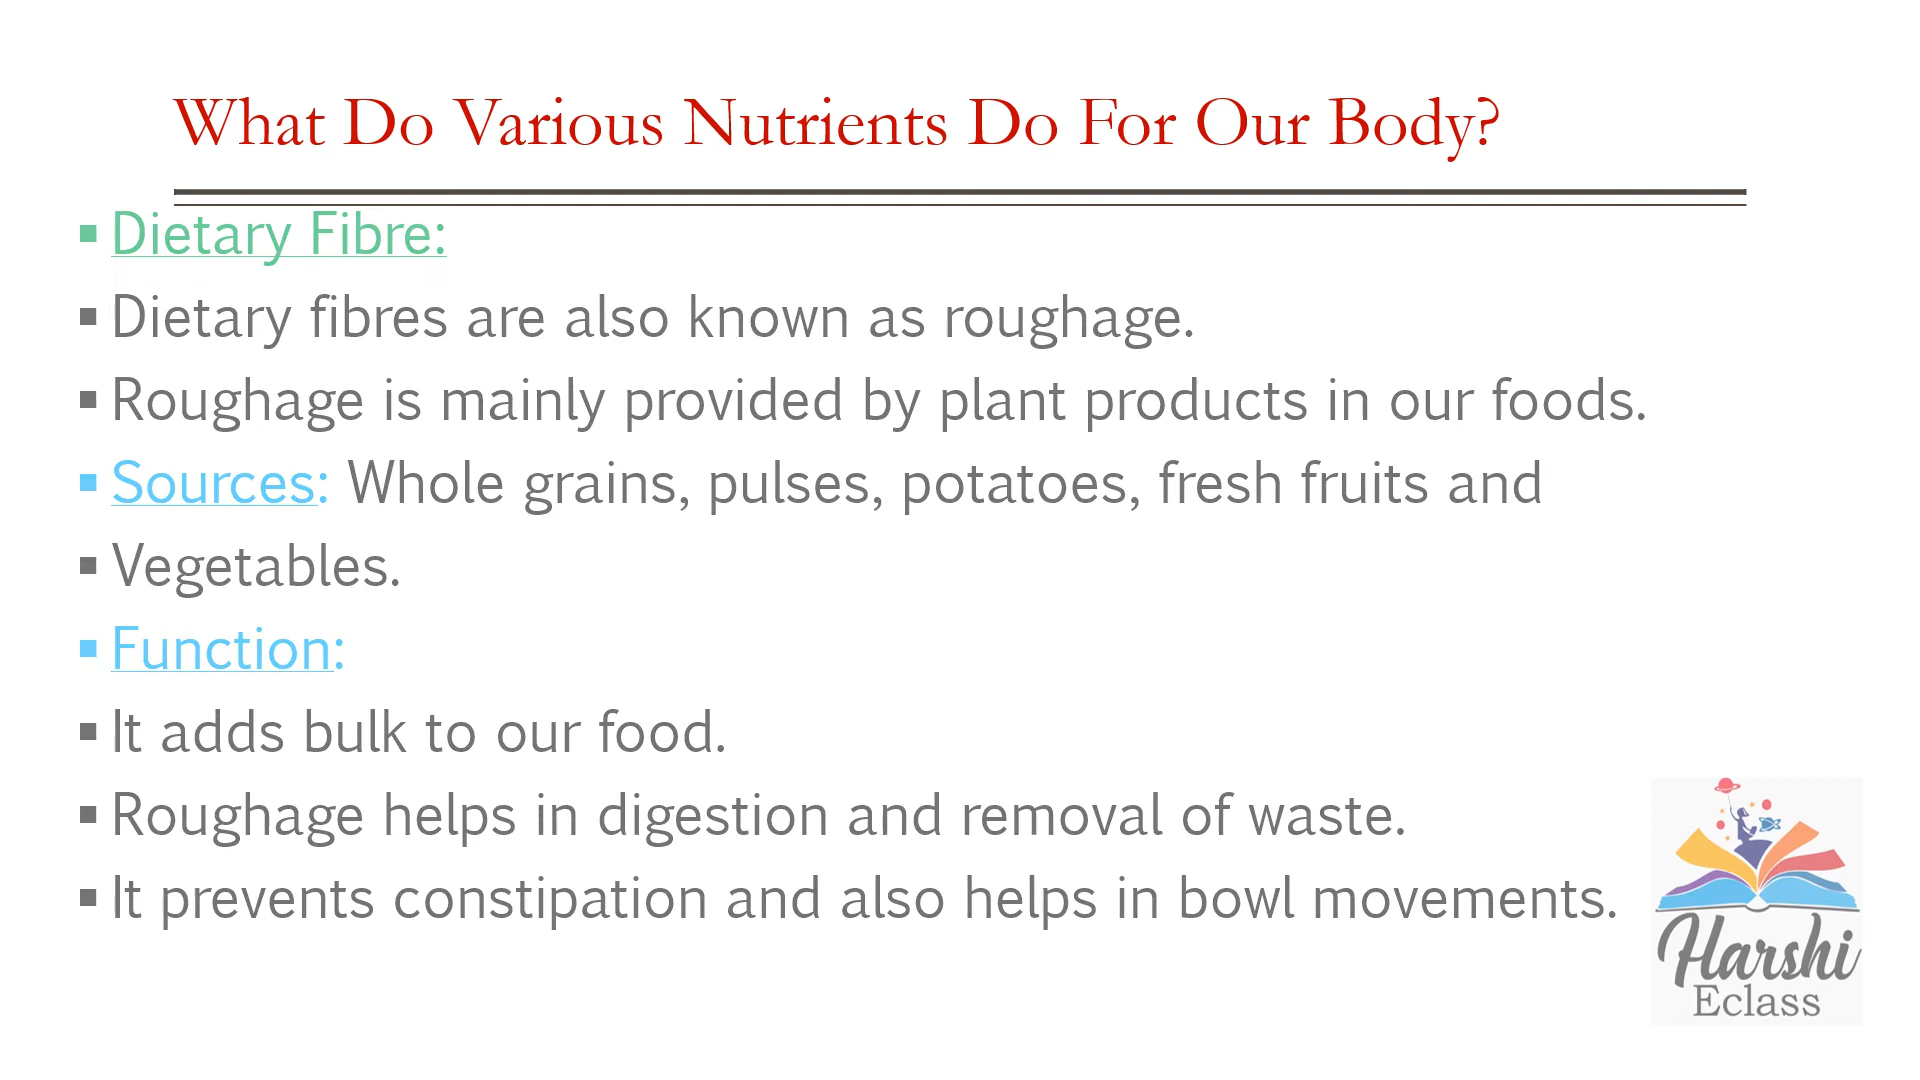 What Do Various Nutrients Do For Our Body?
▪ Dietary Fibre:
▪ Dietary fibres are also known as roughage.
▪ Roughage is mainly provided by plant products in our foods.
▪ Sources: Whole grains, pulses, potatoes, fresh fruits and
▪ Vegetables.
▪ Function:
▪ It adds bulk to our food.
▪ Roughage helps in digestion and removal of waste.
▪ It prevents constipation and also helps in bowl movements.
Harshi
Eclass